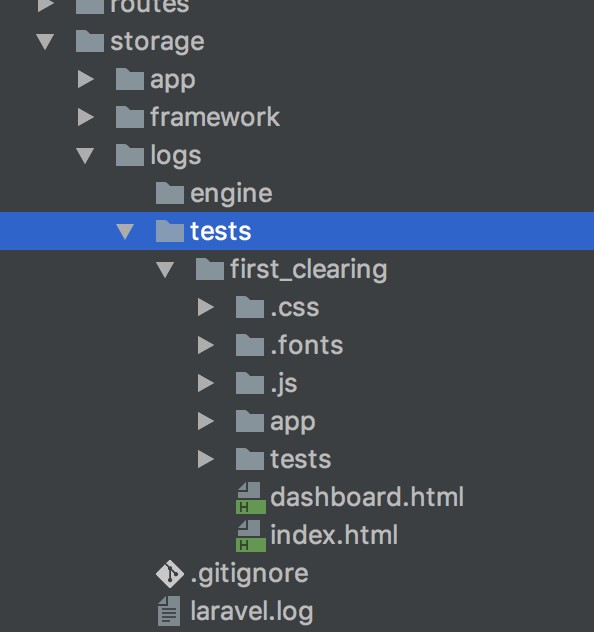 routes
storage
app
framework
logs
engine
tests
first_clearing
.css
.fonts
.js
app
tests
H dashboard.html
H index.html
.gitignore
laravel.log